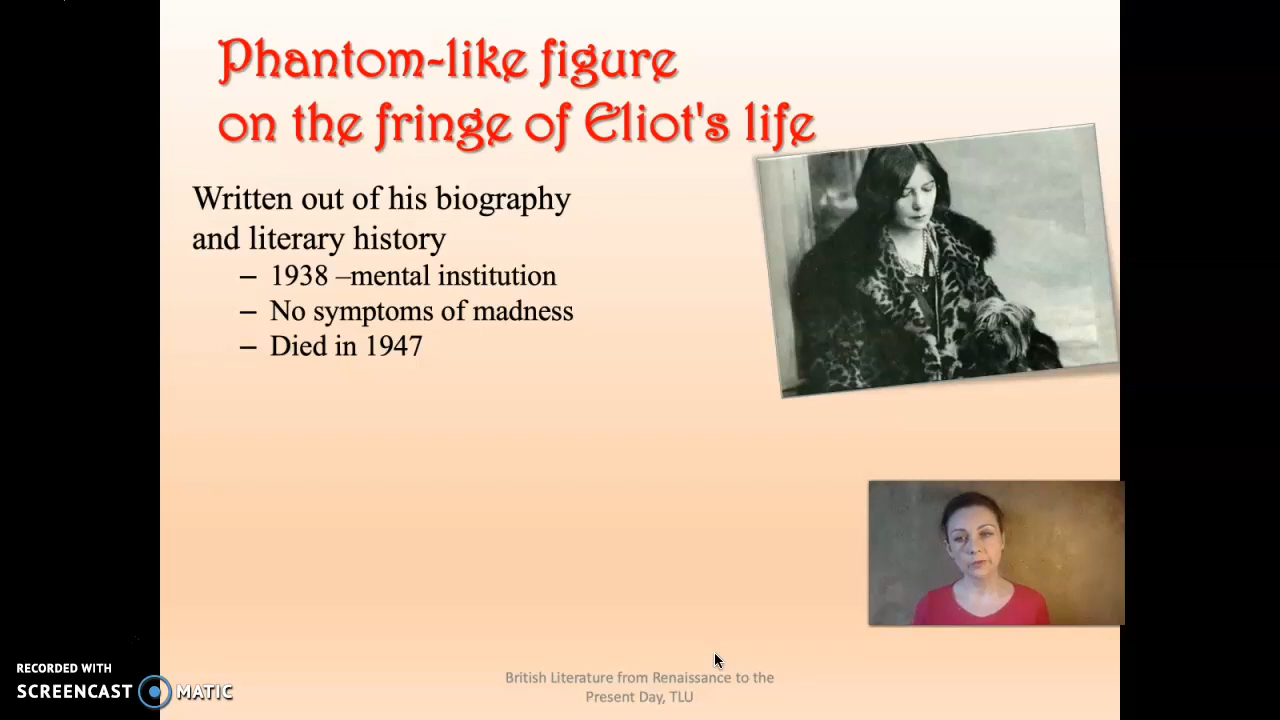 Phantom-like figure
on the fringe of Eliot's life
Written out of his biography
and literary history
– 1938 –mental institution
– No symptoms of madness
– Died in 1947
RECORDED WITH
SCREENCAST MATIC
British Literature from Renaissance to the
Present Day, TLU